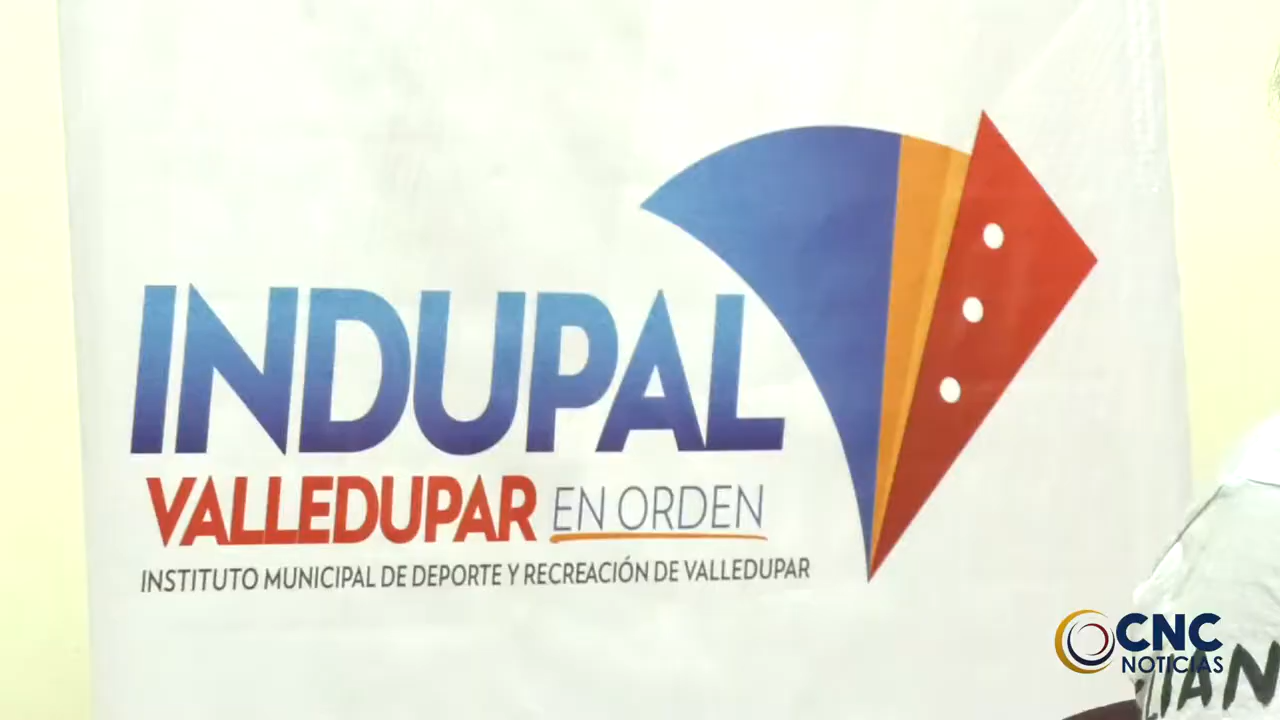 INDUPAL
VALLEDUPAR EN ORDEN
INSTITUTO MUNICIPAL DE DEPORTE Y RECREACIÓN DE VALLEDUPAR
CNC
NOTICIAS